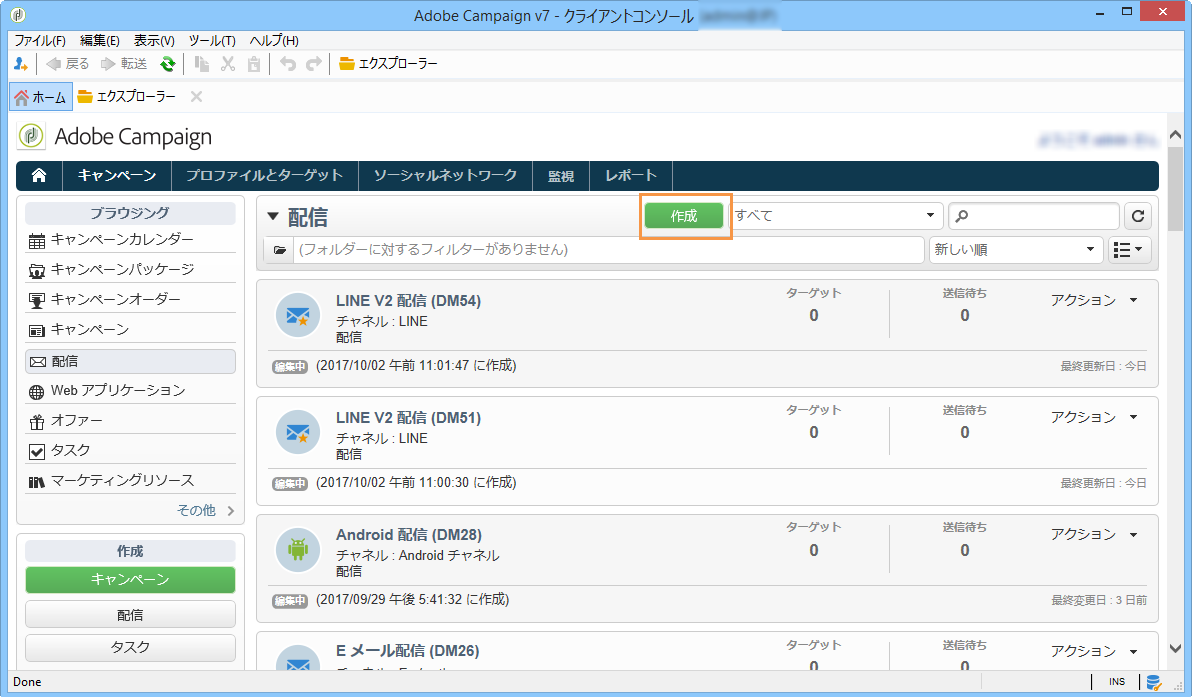 Adobe Campaign v7 - クライアントコンソール
ファイル(F) 編集(E) 表示(V) ツール(T) ヘルプ(H)
戻る 転送 エクスプローラー
ホーム エクスプローラー
Adobe Campaign
キャンペーン プロファイルとターゲット ソーシャルネットワーク 監視 レポート
ブラウジング
キャンペーンカレンダー
キャンペーンパッケージ
キャンペーンオーダー
キャンペーン
配信
Web アプリケーション
オファー
タスク
マーケティングリソース
その他
作成
キャンペーン
配信
タスク
配信 作成 すべて
(フォルダーに対するフィルターがありません) 新しい順
LINE V2 配信 (DM54) ターゲット 送信待ち アクション
チャネル : LINE 0 0
配信
編集中 (2017/10/02 午前 11:01:47 に作成) 最終更新日 : 今日
LINE V2 配信 (DM51) ターゲット 送信待ち アクション
チャネル : LINE 0 0
配信
編集中 (2017/10/02 午前 11:00:30 に作成) 最終更新日 : 今日
Android 配信 (DM28) ターゲット 送信待ち アクション
チャネル : Android チャネル 0 0
配信
編集中 (2017/09/29 午後 5:41:32 に作成) 最終変更日 : 3 日前
E メール配信 (DM26) ターゲット 送信待ち アクション
0 0
Done INS